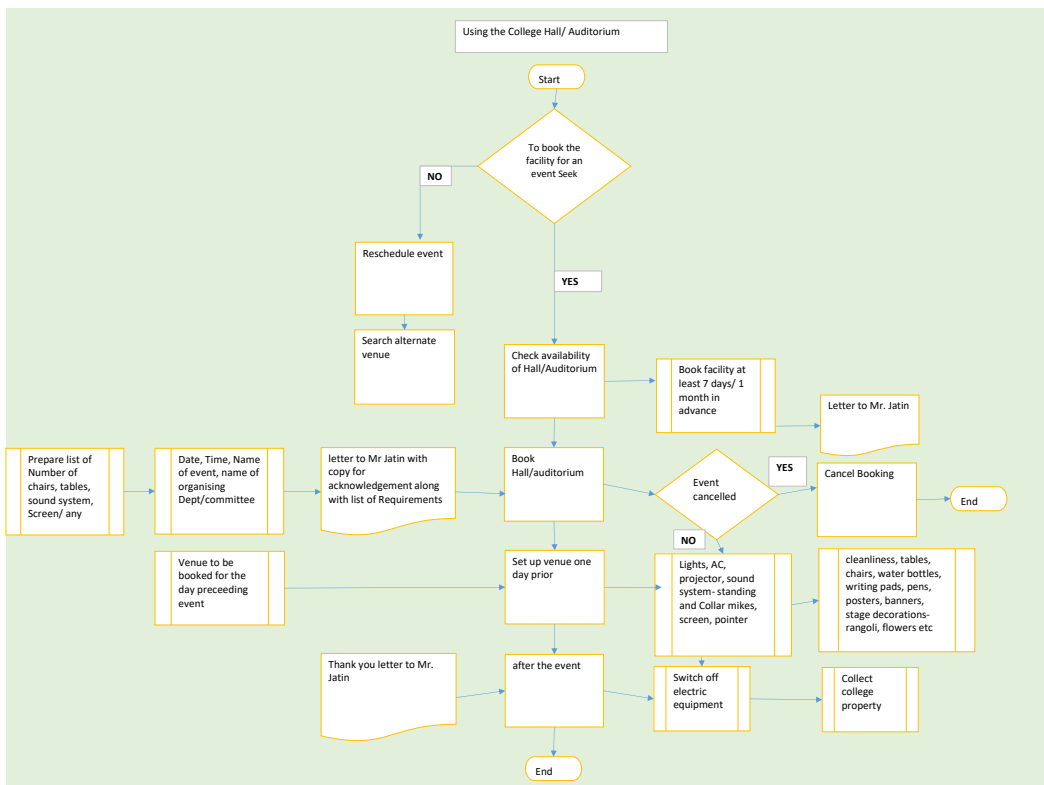 Using the College Hall/ Auditorium
Start
To book the
facility for an
event Seek
NO
Reschedule event
YES
Search alternate
venue
Check availability
of Hall/Auditorium
Book facility at
least 7 days/ 1
month in
advance
Letter to Mr. Jatin
Prepare list of
Number of
chairs, tables,
sound system,
Screen/ any
Date, Time, Name
of event, name of
organising
Dept/committee
letter to Mr Jatin with
copy for
acknowledgement along
with list of Requirements
Book
Hall/auditorium
Event
cancelled
YES
Cancel Booking
End
NO
Venue to be
booked for the
day preceeding
event
Set up venue one
day prior
Lights, AC,
projector, sound
system- standing
and Collar mikes,
screen, pointer
cleanliness, tables,
chairs, water bottles,
writing pads, pens,
posters, banners,
stage decorations-
rangoli, flowers etc
Thank you letter to Mr.
Jatin
after the event
Switch off
electric
equipment
Collect
college
property
End